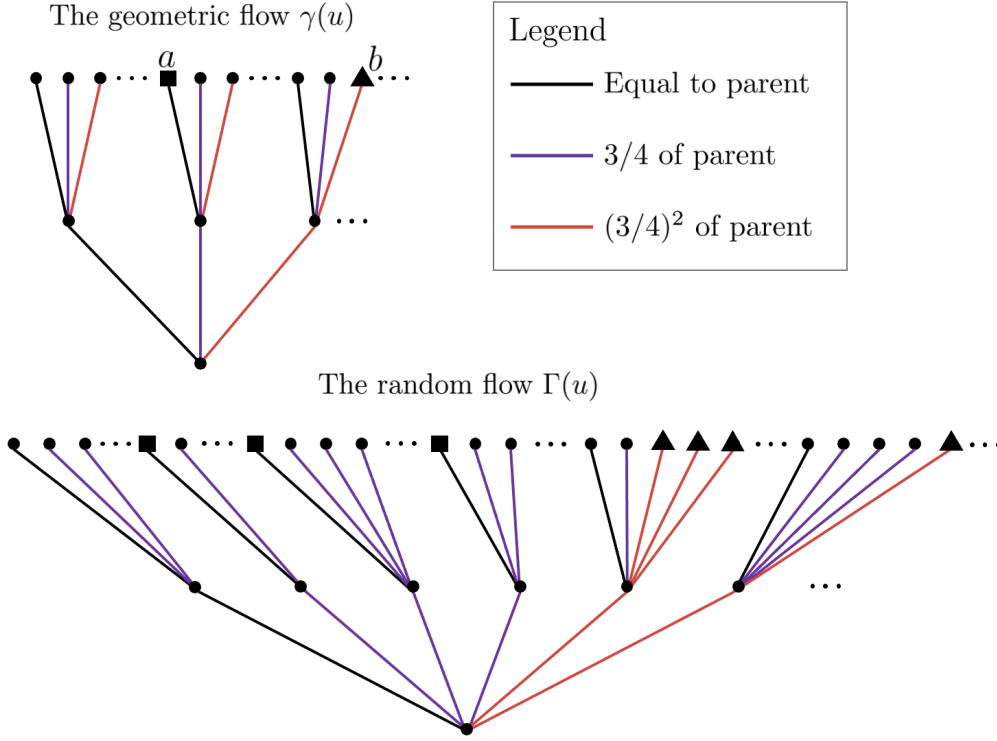 The geometric flow γ(u)
a
b
Legend
Equal to parent
3/4 of parent
(3/4)² of parent
The random flow Γ(u)